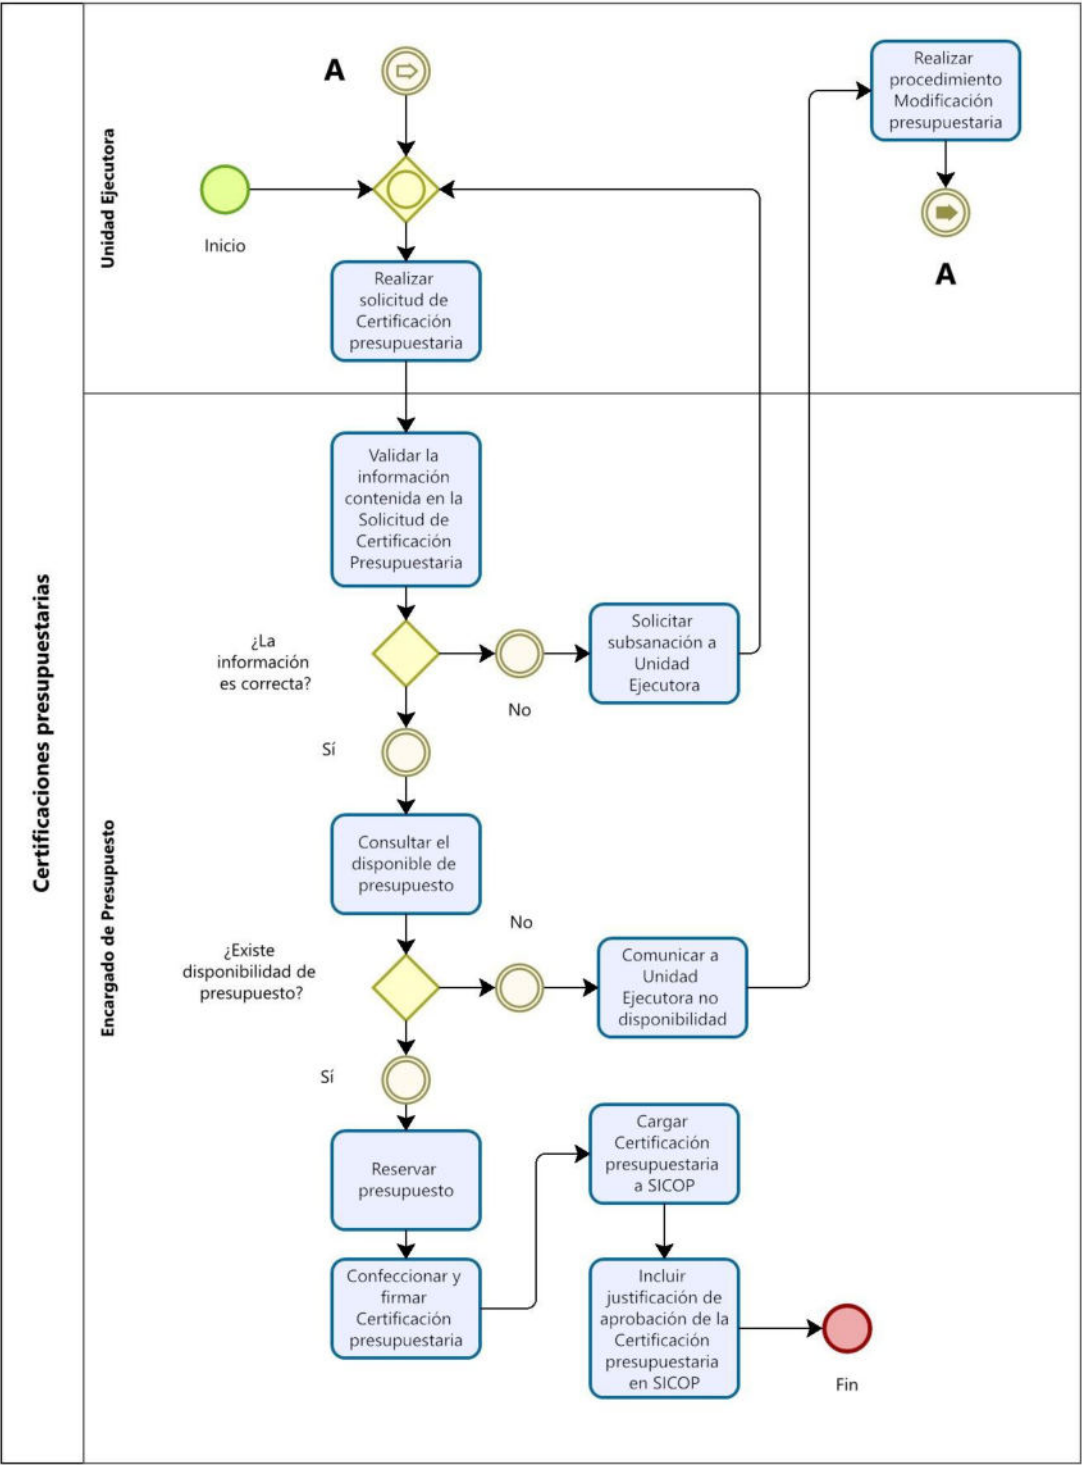 Certificaciones presupuestarias
Unidad Ejecutora
A
Inicio
Realizar
solicitud de
Certificación
presupuestaria
Realizar
procedimiento
Modificación
presupuestaria
A
Encargado de Presupuesto
Validar la
información
contenida en la
Solicitud de
Certificación
Presupuestaria
¿La
información
es correcta?
No
Solicitar
subsanación a
Unidad
Ejecutora
Sí
Consultar el
disponible de
presupuesto
¿Existe
disponibilidad de
presupuesto?
No
Comunicar a
Unidad
Ejecutora no
disponibilidad
Sí
Reservar
presupuesto
Confeccionar y
firmar
Certificación
presupuestaria
Cargar
Certificación
presupuestaria
a SICOP
Incluir
justificación de
aprobación de la
Certificación
presupuestaria
en SICOP
Fin